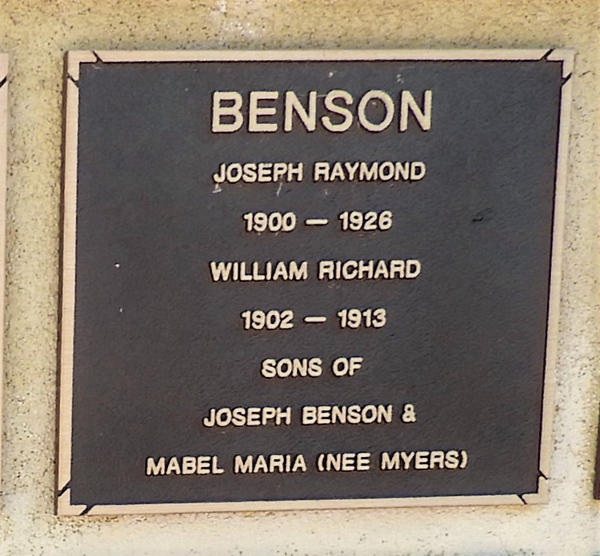 BENSON
JOSEPH RAYMOND
1900 — 1926
WILLIAM RICHARD
1902 — 1913
SONS OF
JOSEPH BENSON &
MABEL MARIA (NEE MYERS)